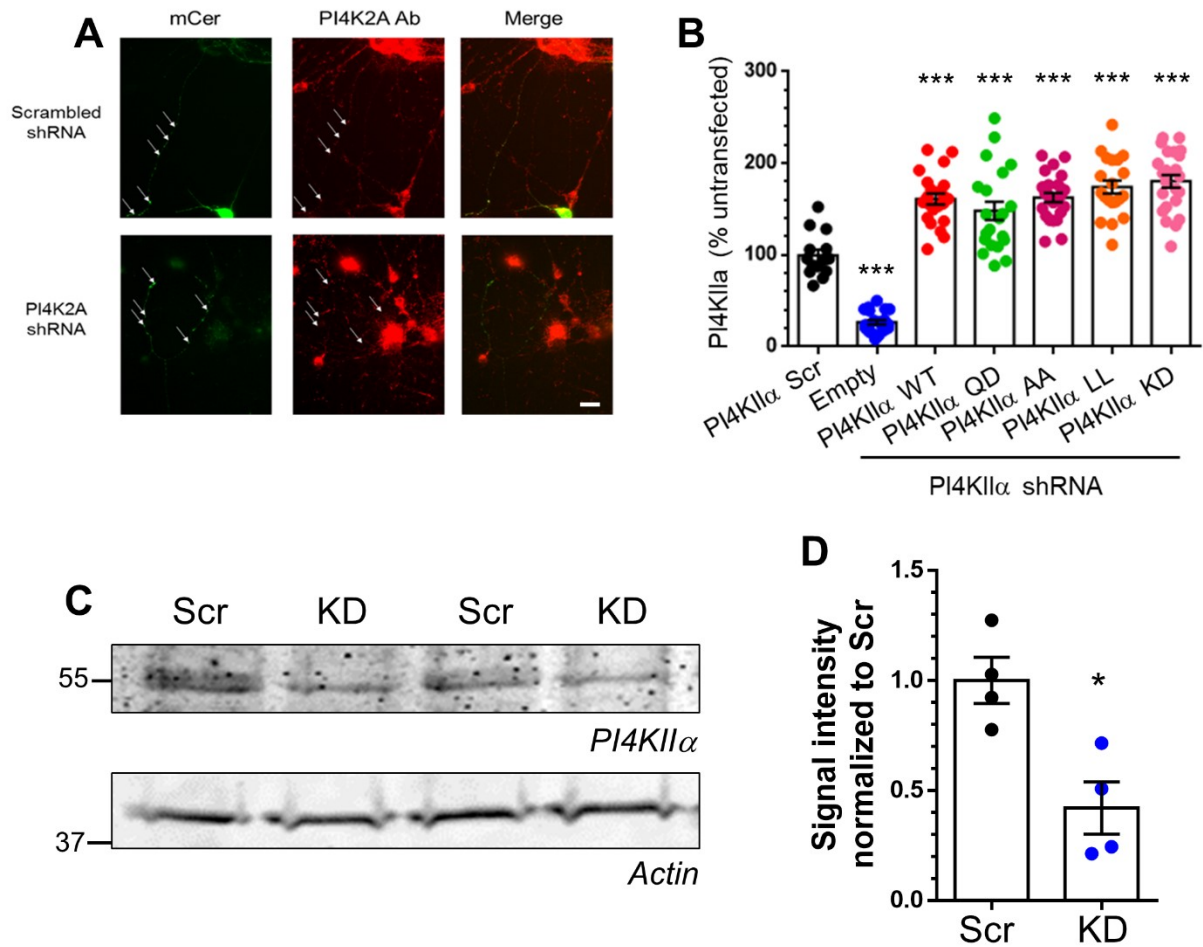 A
mCer
PI4K2A Ab
Merge
Scrambled
shRNA
PI4K2A
shRNA
B
PI4KIIa (% untransfected)
300
200
100
0
***
***
***
***
***
***
PI4KIIα Scr
Empty
PI4KIIα WT
PI4KIIα QD
PI4KIIα AA
PI4KIIα LL
PI4KIIα KD
PI4KIIα shRNA
C
Scr
KD
Scr
KD
55
PI4KIIα
37
Actin
D
Signal intensity
normalized to Scr
1.5
1.0
0.5
0.0
*
Scr
KD